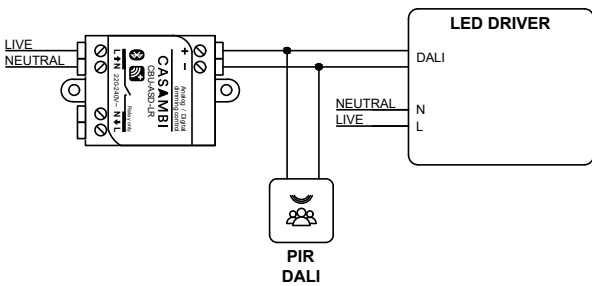 LED DRIVER
LIVE
NEUTRAL
L N
220-240V~
N L
Relay only
CASAMBI
CBU-ASD-LR
Analog / Digital
dimming control
+
-
DALI
NEUTRAL
N
LIVE
L
PIR
DALI